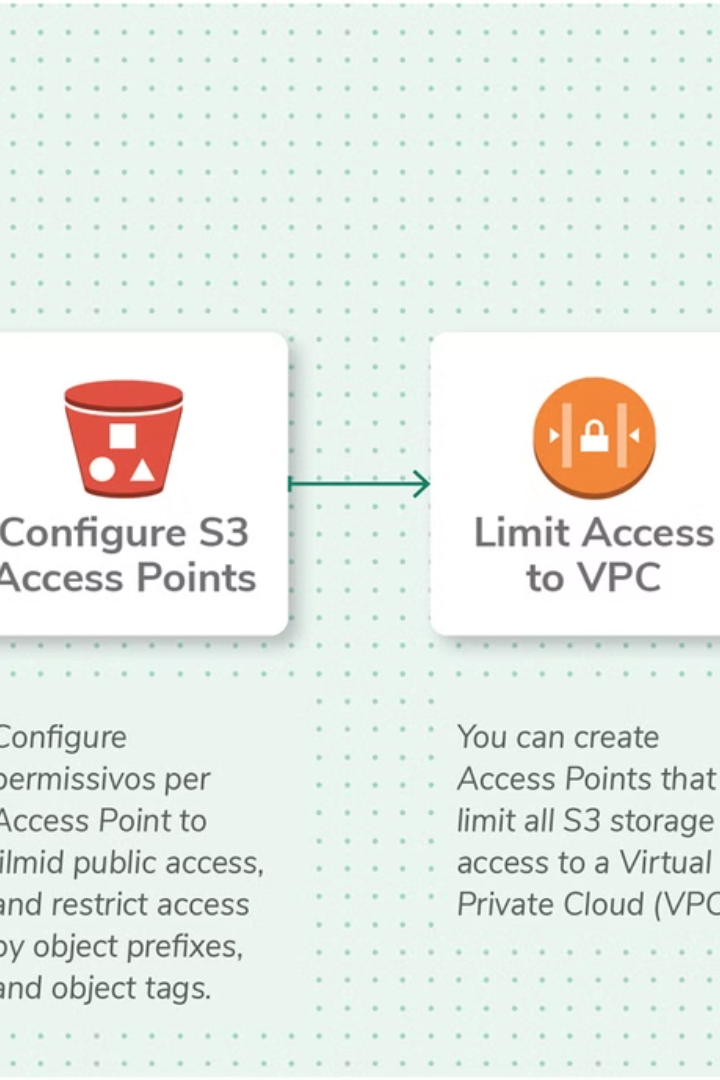 Configure S3
Access Points
Limit Access
to VPC
Configure
permissivos per
Access Point to
ilmid public access,
and restrict access
by object prefixes,
and object tags.
You can create
Access Points that
limit all S3 storage
access to a Virtual
Private Cloud (VPC